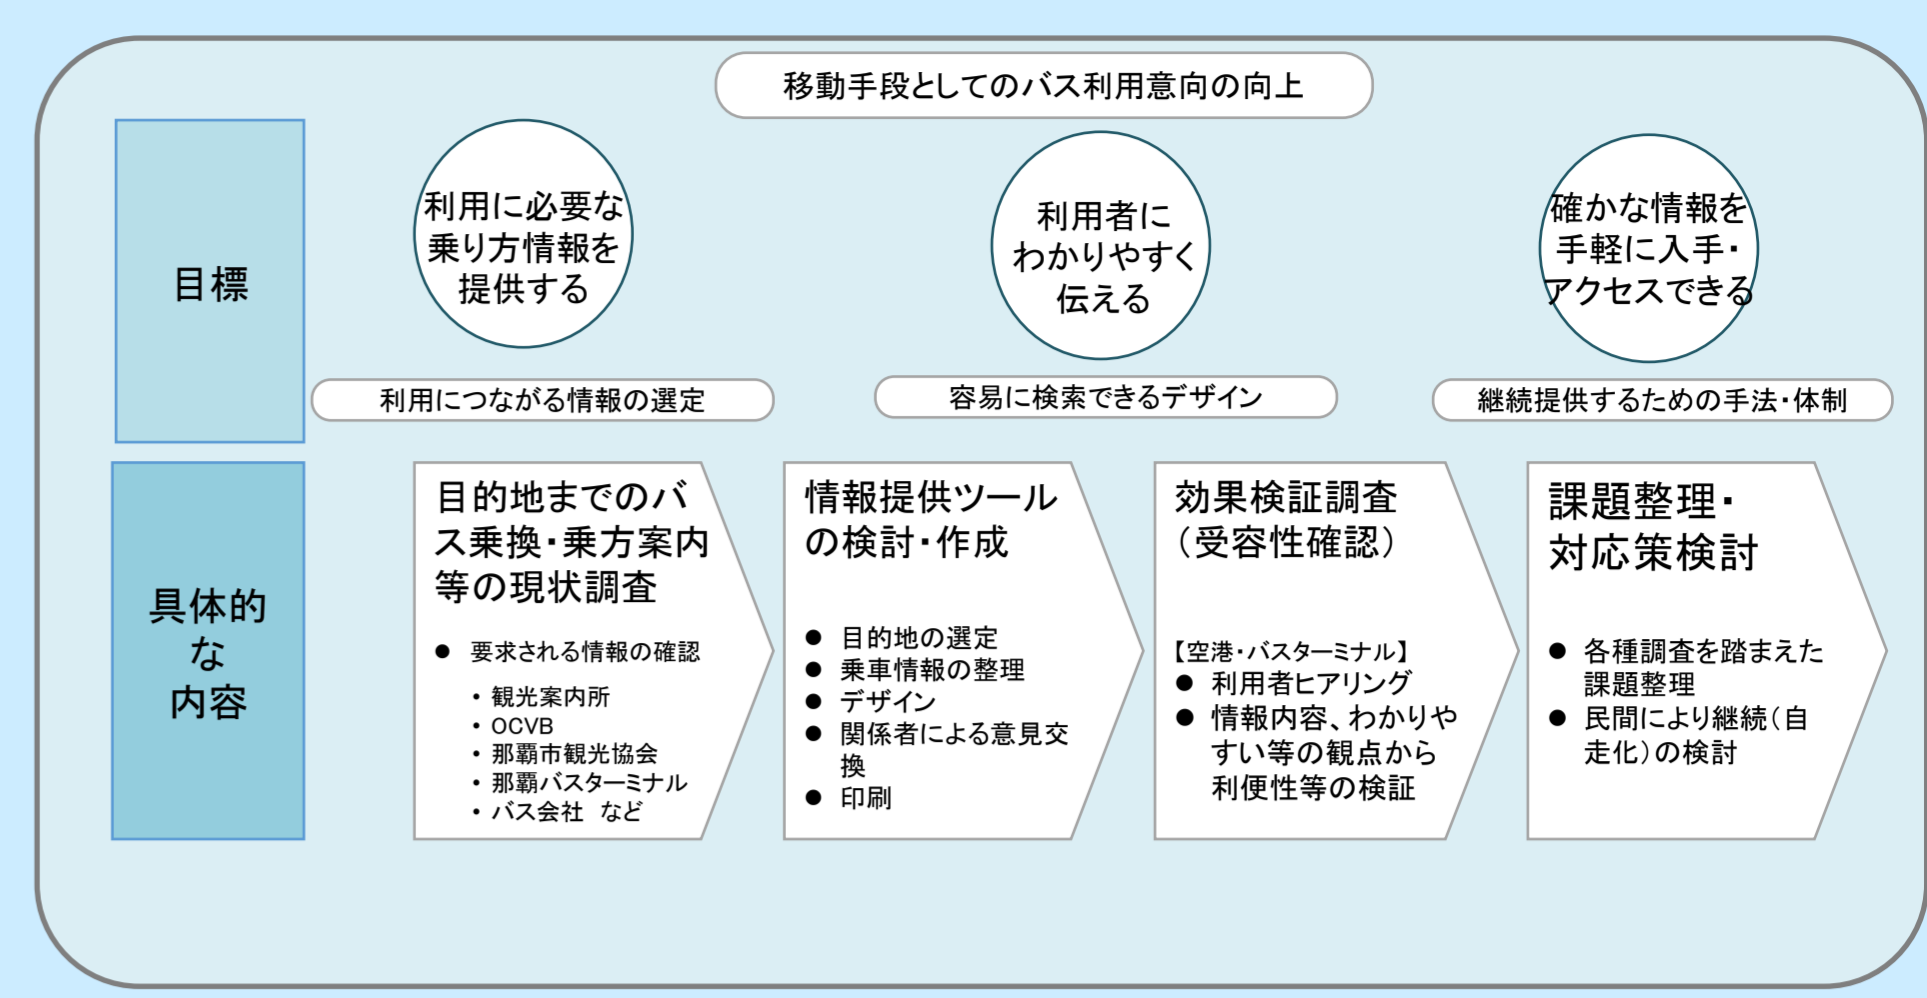 移動手段としてのバス利用意向の向上
目標
利用に必要な
乗り方情報を
提供する
利用者に
わかりやすく
伝える
確かな情報を
手軽に入手・
アクセスできる
利用につながる情報の選定
容易に検索できるデザイン
継続提供するための手法・体制
具体的
な
内容
目的地までのバ
ス乗換・乗方案内
等の現状調査
● 要求される情報の確認
・観光案内所
・OCVB
・那覇市観光協会
・那覇バスターミナル
・バス会社 など
情報提供ツール
の検討・作成
● 目的地の選定
● 乗車情報の整理
● デザイン
● 関係者による意見交
換
● 印刷
効果検証調査
（受容性確認）
【空港・バスターミナル】
● 利用者ヒアリング
● 情報内容、わかりや
すい等の観点から
利便性等の検証
課題整理・
対応策検討
● 各種調査を踏まえた
課題整理
● 民間により継続（自
走化）の検討